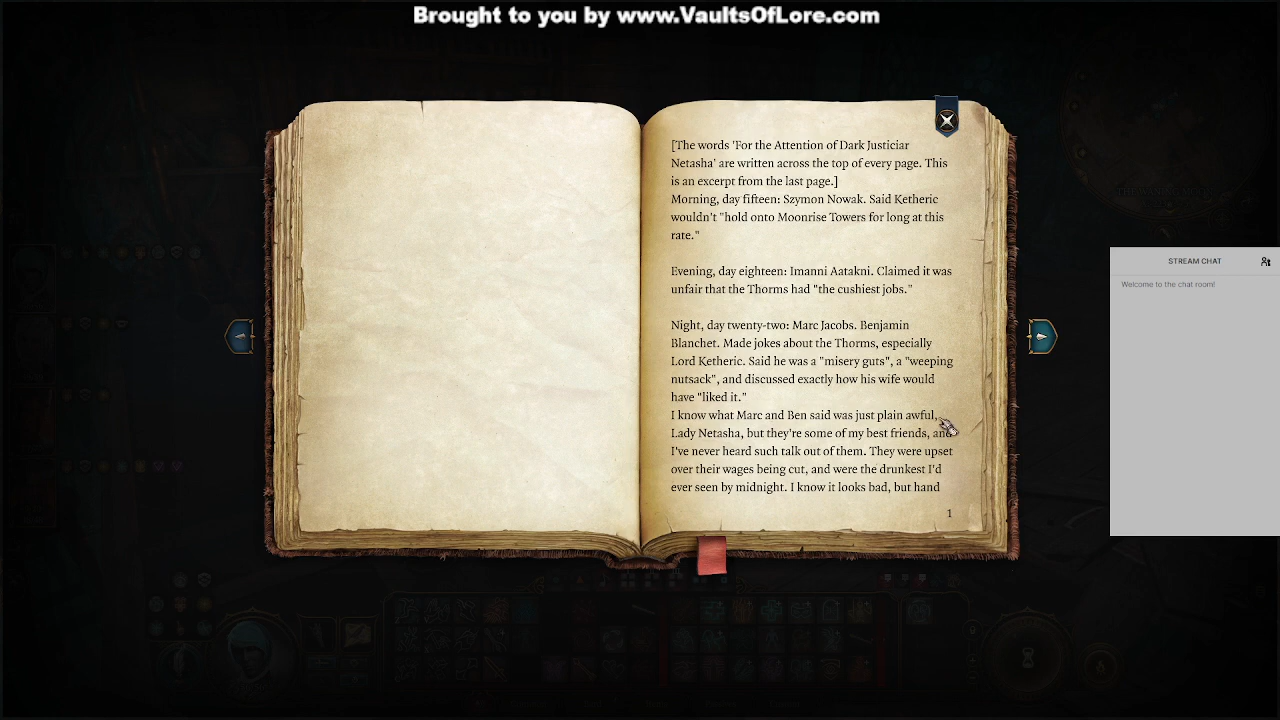 Brought to you by www.VaultsOfLore.com
[The words 'For the Attention of Dark Justiciar
Netasha' are written across the top of every page. This
is an excerpt from the last page.]
Morning, day fifteen: Szymon Nowak. Said Ketheric
wouldn't "hold onto Moonrise Towers for long at this
rate."
Evening, day eighteen: Imanni Aatakni. Claimed it was
unfair that the Thorms had "the cushiest jobs."
Night, day twenty-two: Marc Jacobs. Benjamin
Blanchet. Made jokes about the Thorms, especially
Lord Ketheric. Said he was a "misery guts", a "weeping
nutsack", and discussed exactly how his wife would
have "liked it."
I know what Marc and Ben said was just plain awful,
Lady Netasha, but they're some of my best friends, and
I've never heard such talk out of them. They were upset
over their wages being cut, and were the drunkest I'd
ever seen by midnight. I know it looks bad, but hand
1
STREAM CHAT
Welcome to the chat room!